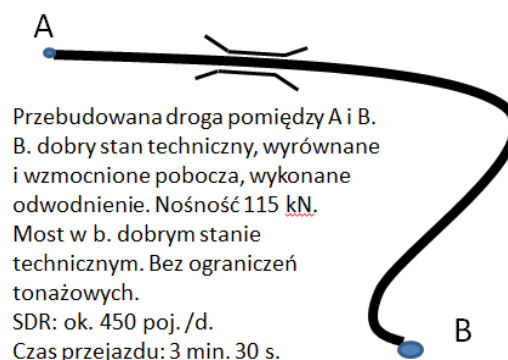 A
Przebudowana droga pomiędzy A i B.
B. dobry stan techniczny, wyrównane
i wzmocnione pobocza, wykonane
odwodnienie. Nośność 115 kN.
Most w b. dobrym stanie
technicznym. Bez ograniczeń
tonażowych.
SDR: ok. 450 poj. /d.
Czas przejazdu: 3 min. 30 s.
B